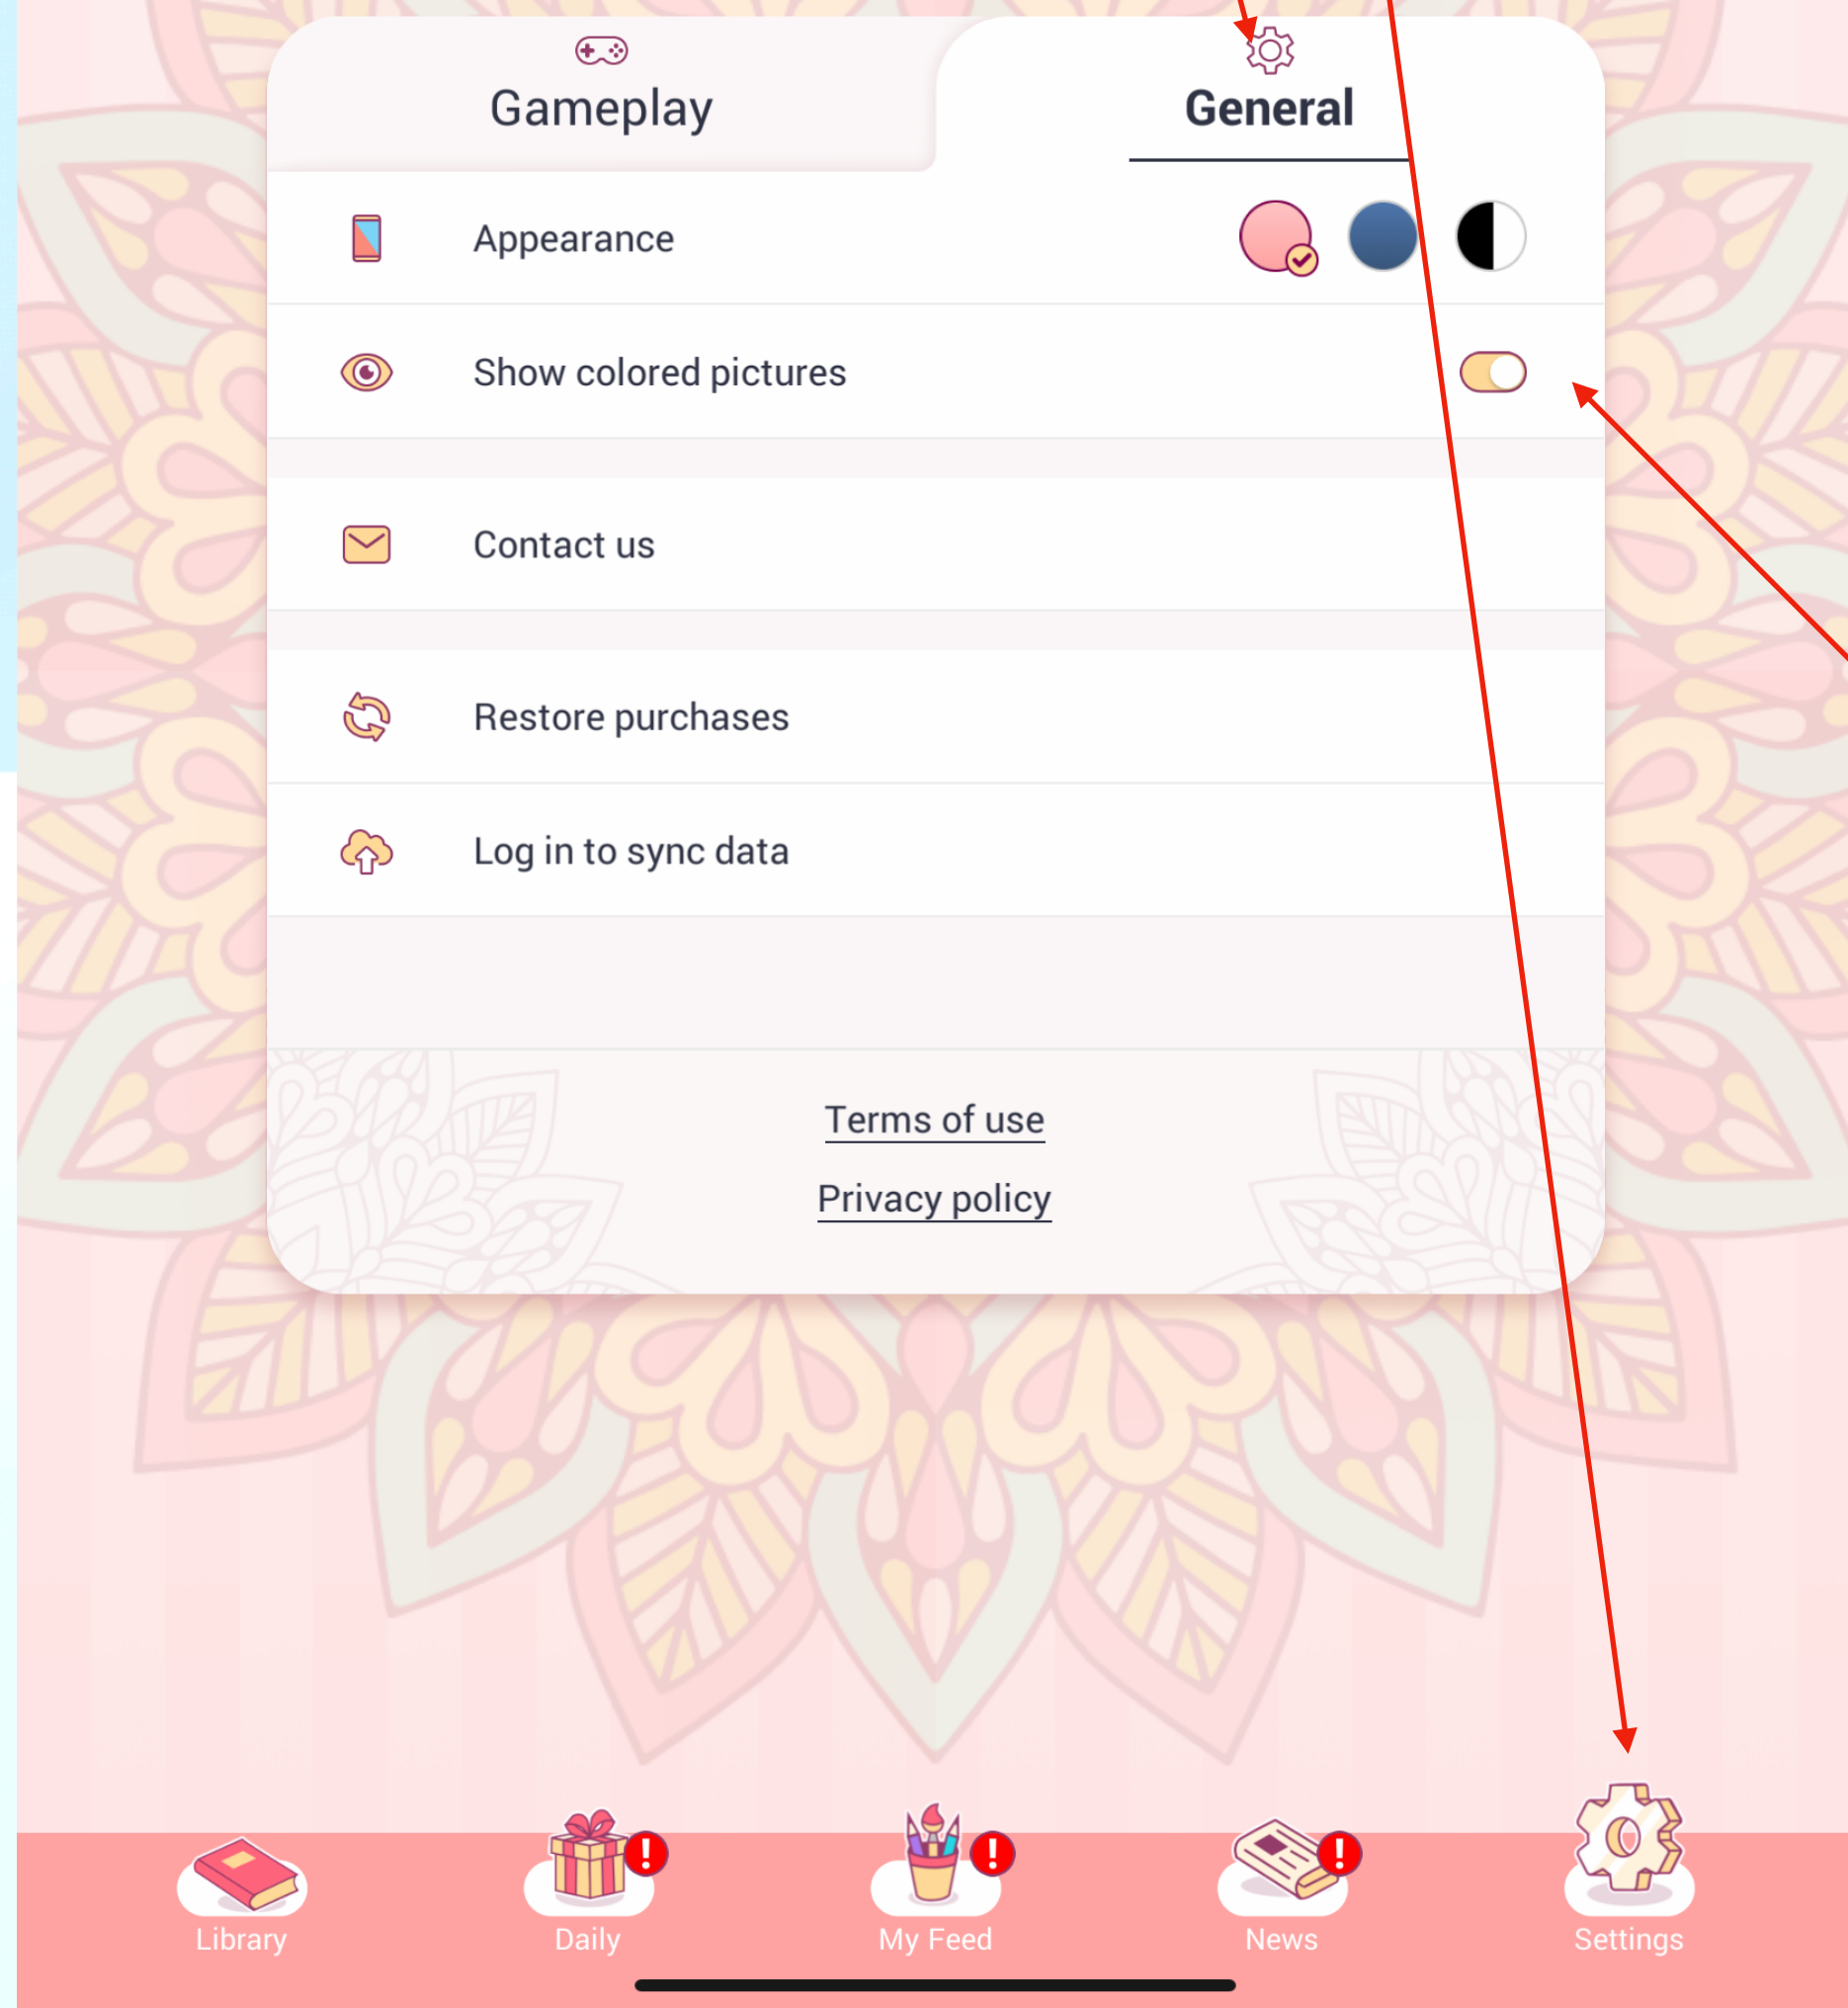 Gameplay
General
Appearance
Show colored pictures
Contact us
Restore purchases
Log in to sync data
Terms of use
Privacy policy
!
!
!
Library
Daily
My Feed
News
Settings